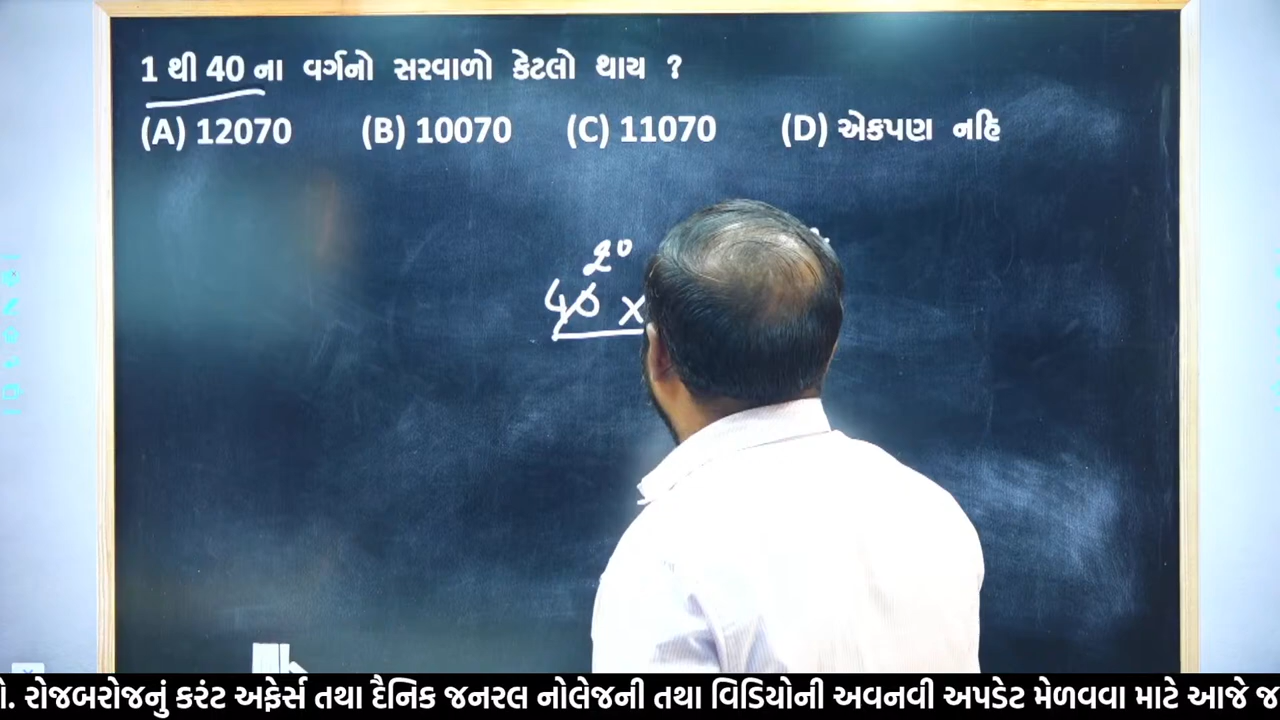 1 થી 40 ના વર્ગનો સરવાળો કેટલો થાય ?
(A) 12070 (B) 10070 (C) 11070 (D) એકપણ નહિ
20
40 x
રોજબરોજનું કરંટ અફેર્સ તથા દૈનિક જનરલ નોલેજની તથા વિડિયોની અવનવી અપડેટ મેળવવા માટે આજે